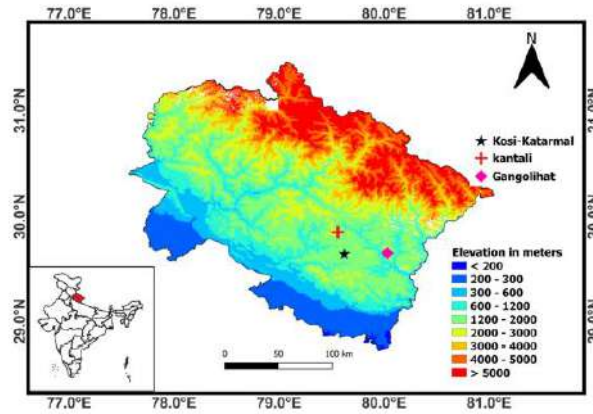 77.0°E 78.0°E 79.0°E 80.0°E 81.0°E
N
31.0°N
30.0°N
29.0°N
Kosi-Katarmal
kantali
Gangolihat
Elevation in meters
< 200
200 - 300
300 - 600
600 - 1200
1200 - 2000
2000 - 3000
3000 - 4000
4000 - 5000
> 5000
0 50 100 km
77.0°E 78.0°E 79.0°E 80.0°E 81.0°E